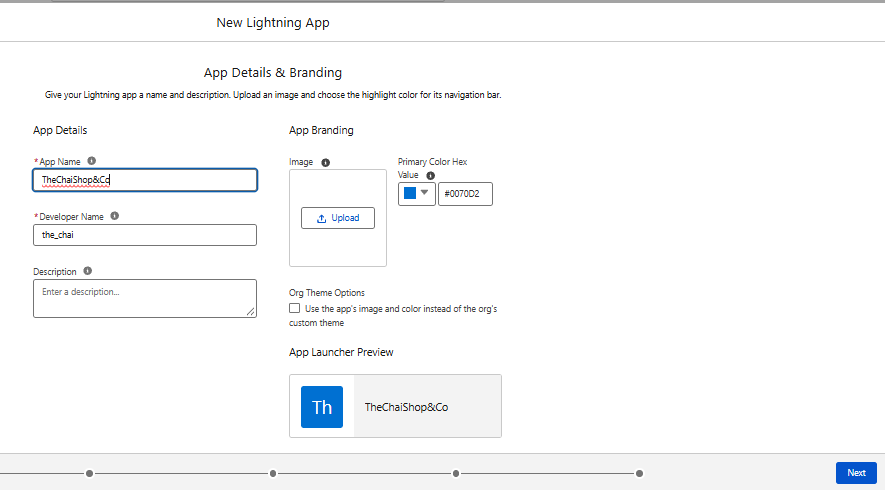 New Lightning App
App Details & Branding
Give your Lightning app a name and description. Upload an image and choose the highlight color for its navigation bar.
App Details
* App Name
TheChaiShop&Co
* Developer Name
the_chai
Description
Enter a description...
App Branding
Image
Upload
Primary Color Hex
Value
#0070D2
Org Theme Options
Use the app's image and color instead of the org's
custom theme
App Launcher Preview
Th
TheChaiShop&Co
Next